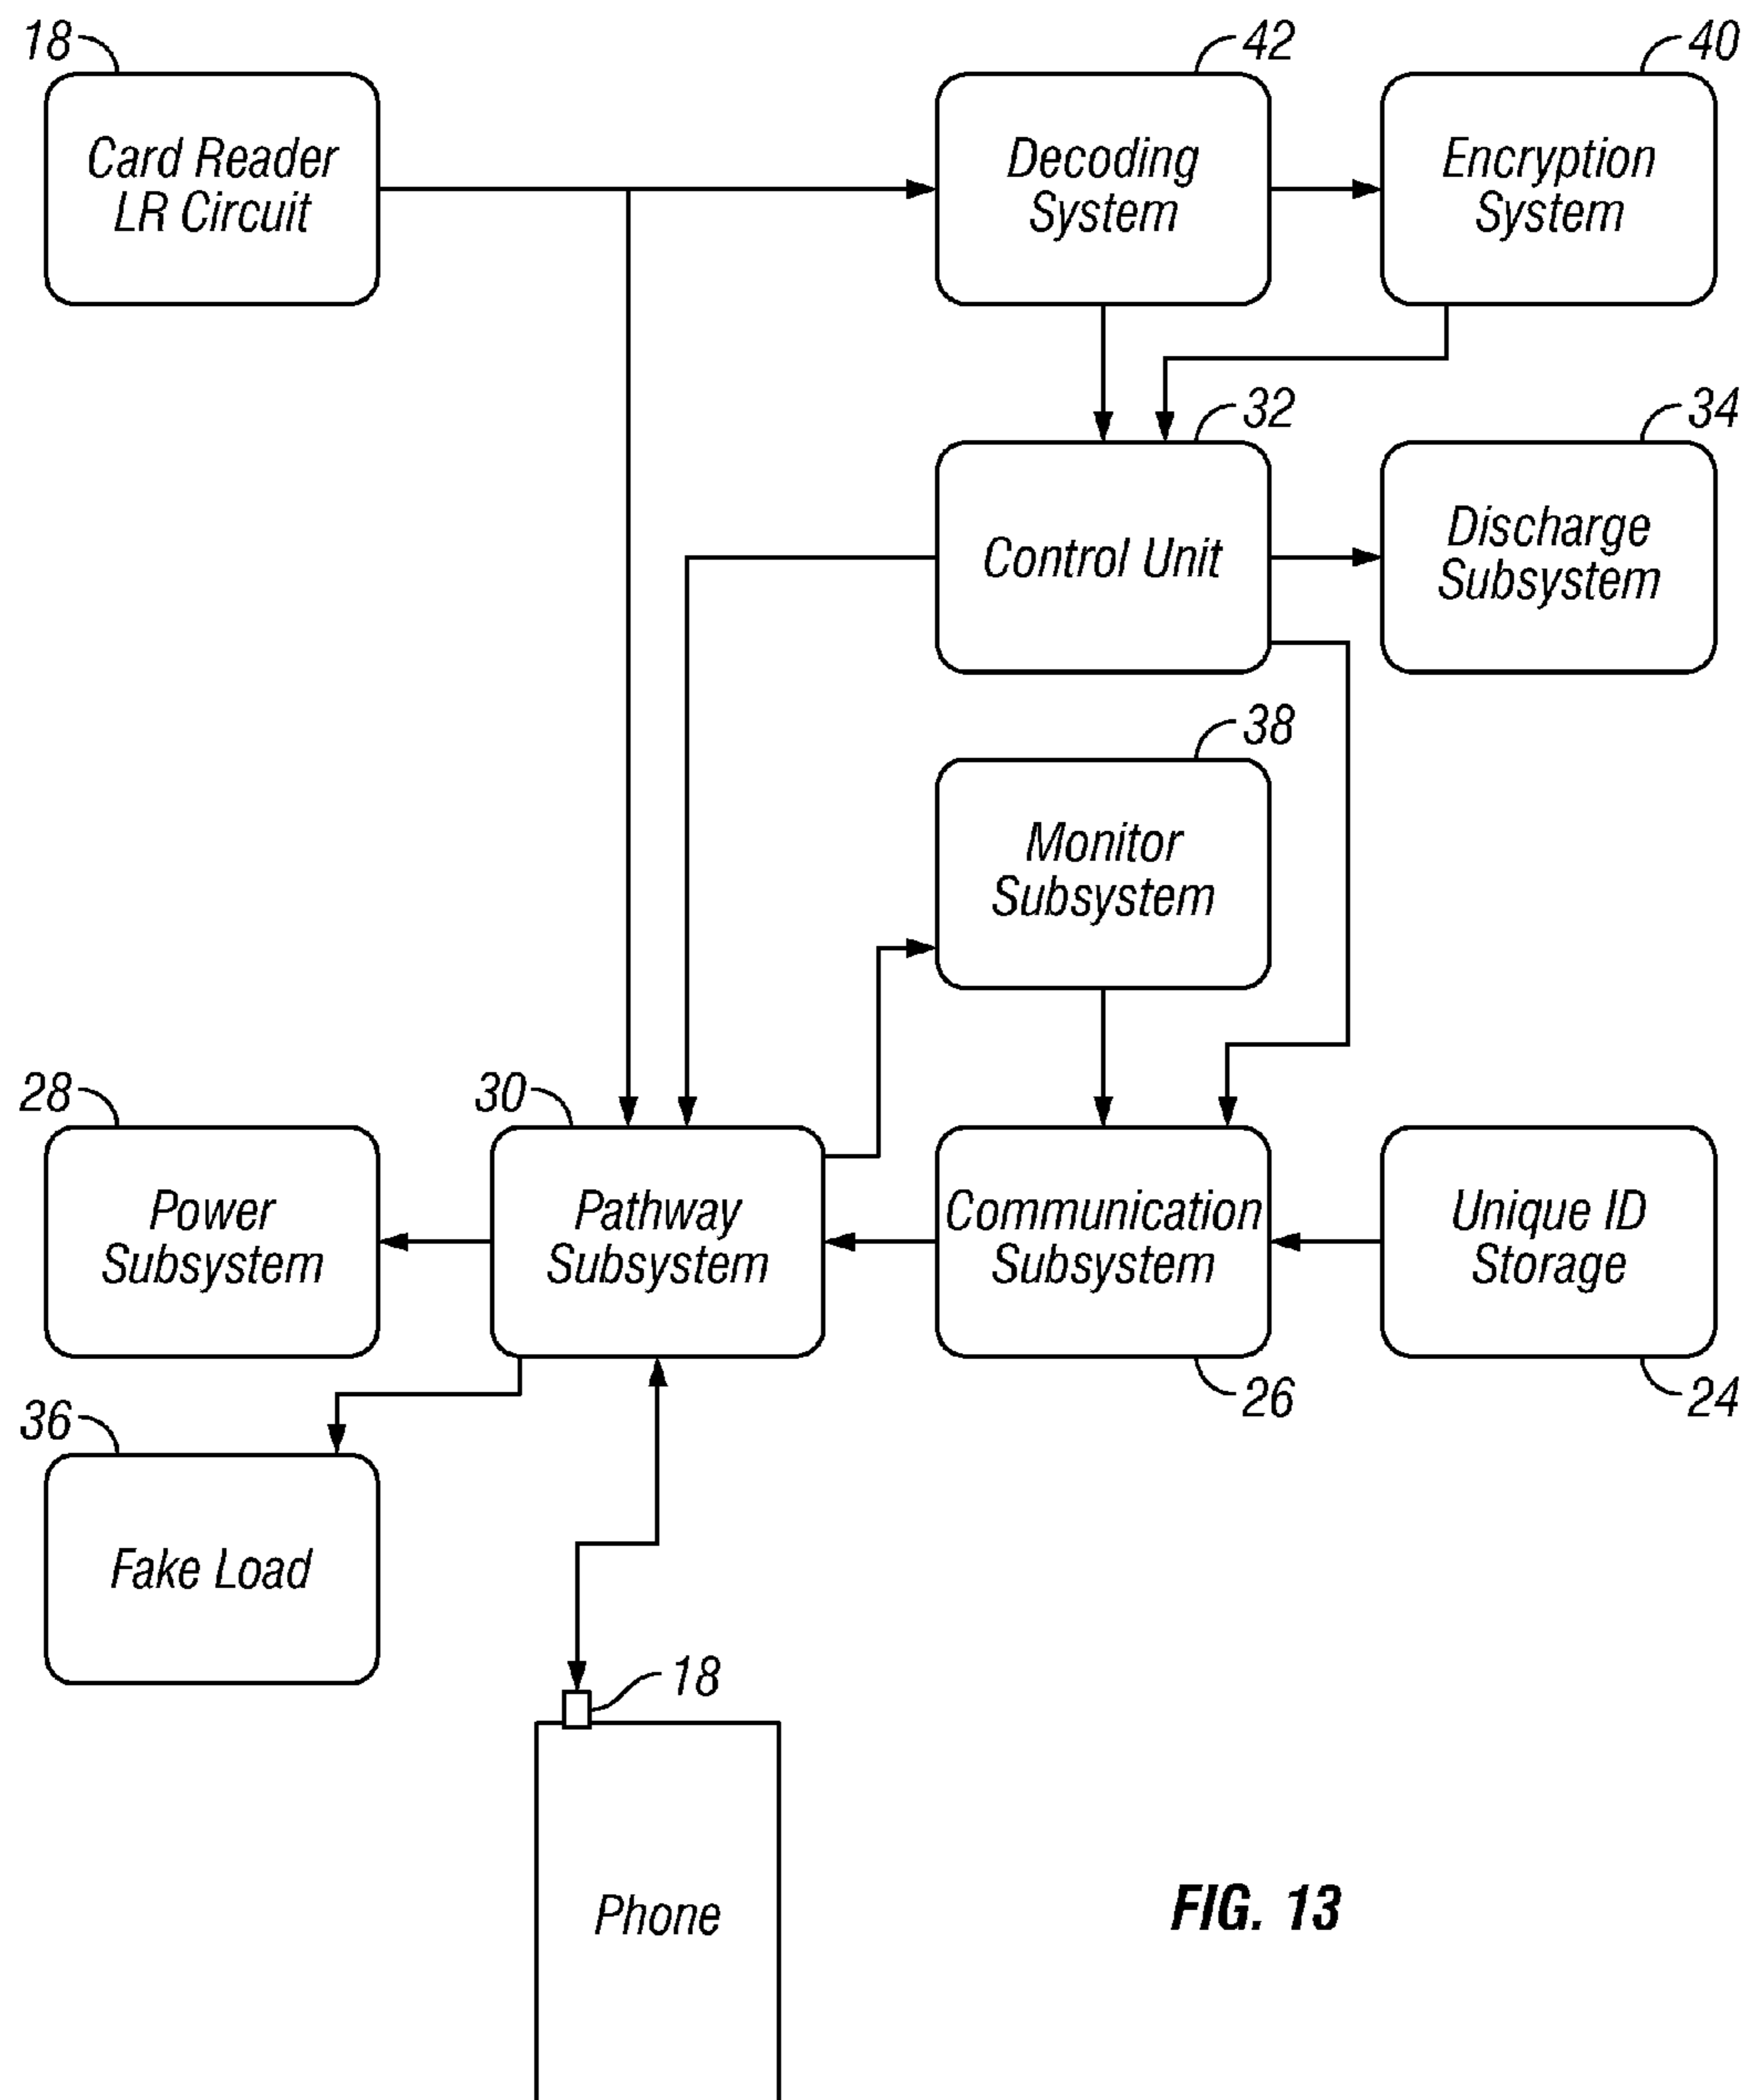 18
42
40
Card Reader
LR Circuit
Decoding
System
Encryption
System
32
34
Control Unit
Discharge
Subsystem
38
Monitor
Subsystem
28
30
Power
Subsystem
Pathway
Subsystem
Communication
Subsystem
Unique ID
Storage
26
24
36
Fake Load
18
Phone
FIG. 13